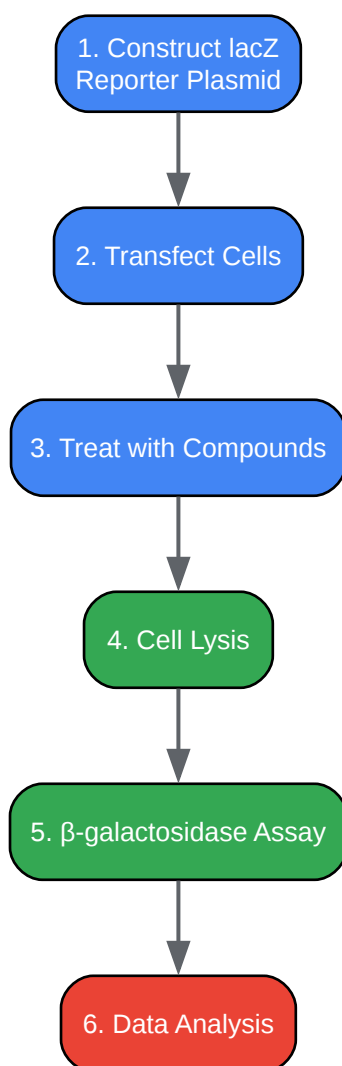 1. Construct lacZ
Reporter Plasmid
2. Transfect Cells
3. Treat with Compounds
4. Cell Lysis
5. β-galactosidase Assay
6. Data Analysis